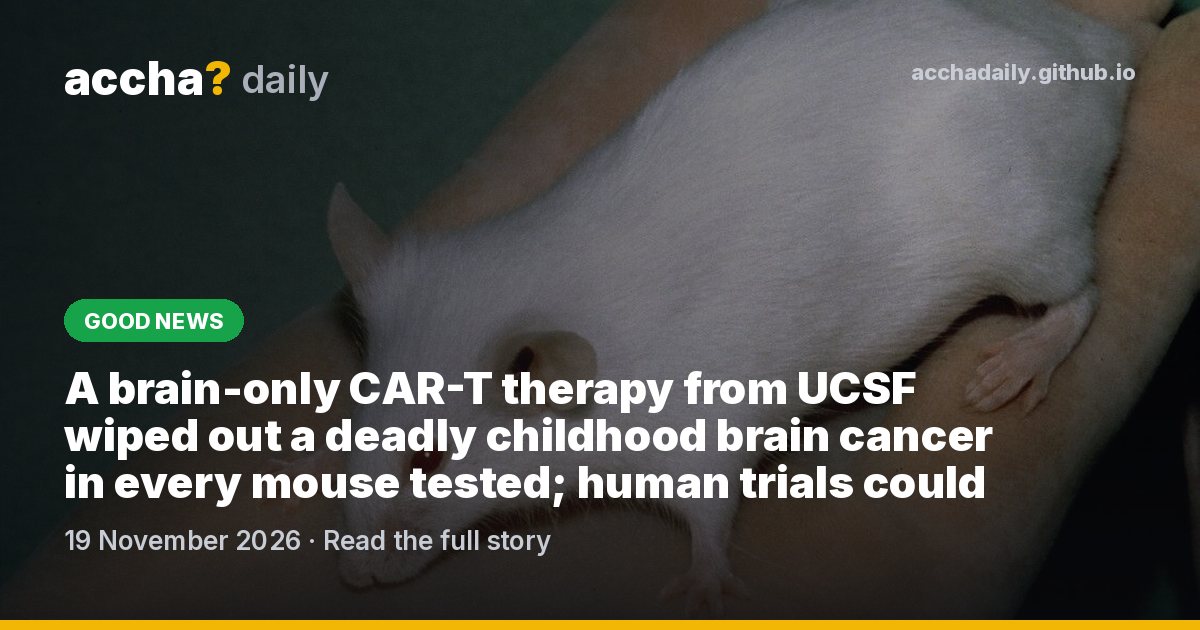 accha? daily
acchadaily.github.io
GOOD NEWS
A brain-only CAR-T therapy from UCSF
wiped out a deadly childhood brain cancer
in every mouse tested; human trials could
19 November 2026 · Read the full story